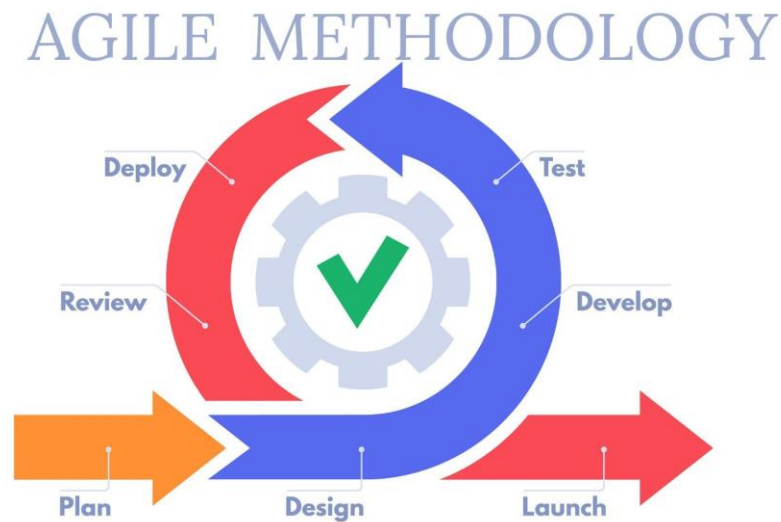 AGILE METHODOLOGY
Deploy
Test
Review
Develop
Plan
Design
Launch